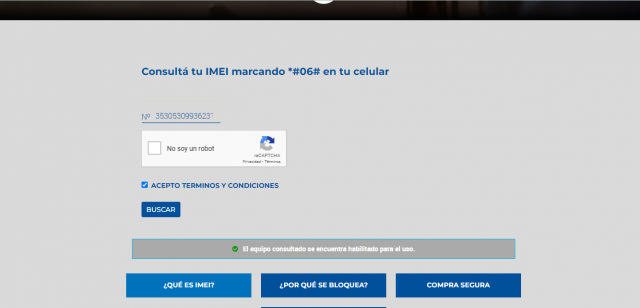 Consultá tu IMEI marcando *#06# en tu celular
Nº 35305309936231
No soy un robot
reCAPTCHA
Privacidad - Términos
ACEPTO TERMINOS Y CONDICIONES
BUSCAR
El equipo consultado se encuentra habilitado para el uso.
¿QUÉ ES IMEI?
¿POR QUÉ SE BLOQUEA?
COMPRA SEGURA